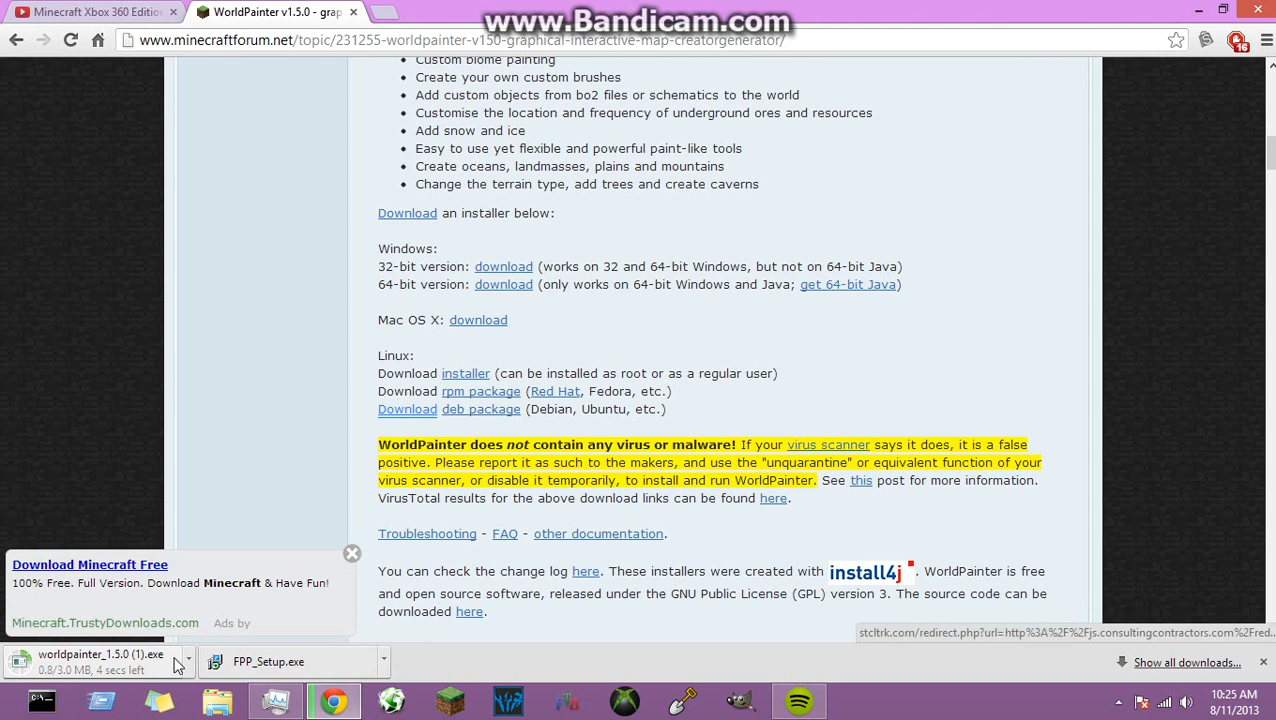 Minecraft Xbox 360 Edition
WorldPainter v1.5.0 - grap
www.Bandicam.com
www.minecraftforum.net/topic/231255-worldpainter-v150-graphical-interactive-map-creatorgenerator/
16
Custom biome painting
Create your own custom brushes
Add custom objects from bo2 files or schematics to the world
Customise the location and frequency of underground ores and resources
Add snow and ice
Easy to use yet flexible and powerful paint-like tools
Create oceans, landmasses, plains and mountains
Change the terrain type, add trees and create caverns
Download an installer below:
Windows:
32-bit version: download (works on 32 and 64-bit Windows, but not on 64-bit Java)
64-bit version: download (only works on 64-bit Windows and Java; get 64-bit Java)
Mac OS X: download
Linux:
Download installer (can be installed as root or as a regular user)
Download rpm package (Red Hat, Fedora, etc.)
Download deb package (Debian, Ubuntu, etc.)
WorldPainter does not contain any virus or malware! If your virus scanner says it does, it is a false
positive. Please report it as such to the makers, and use the "unquarantine" or equivalent function of your
virus scanner, or disable it temporarily, to install and run WorldPainter. See this post for more information.
VirusTotal results for the above download links can be found here.
Troubleshooting - FAQ - other documentation.
You can check the change log here. These installers were created with install4j. WorldPainter is free
and open source software, released under the GNU Public License (GPL) version 3. The source code can be
downloaded here.
Download Minecraft Free
100% Free. Full Version. Download Minecraft & Have Fun!
Minecraft.TrustyDownloads.com Ads by
stcltrk.com/redirect.php?url=http%3A%2F%2Fjs.consultingcontractors.com%2Fred...
worldpainter_1.5.0 (1).exe
0.8/3.0 MB, 4 secs left
FPP_Setup.exe
Show all downloads...
10:25 AM
8/11/2013